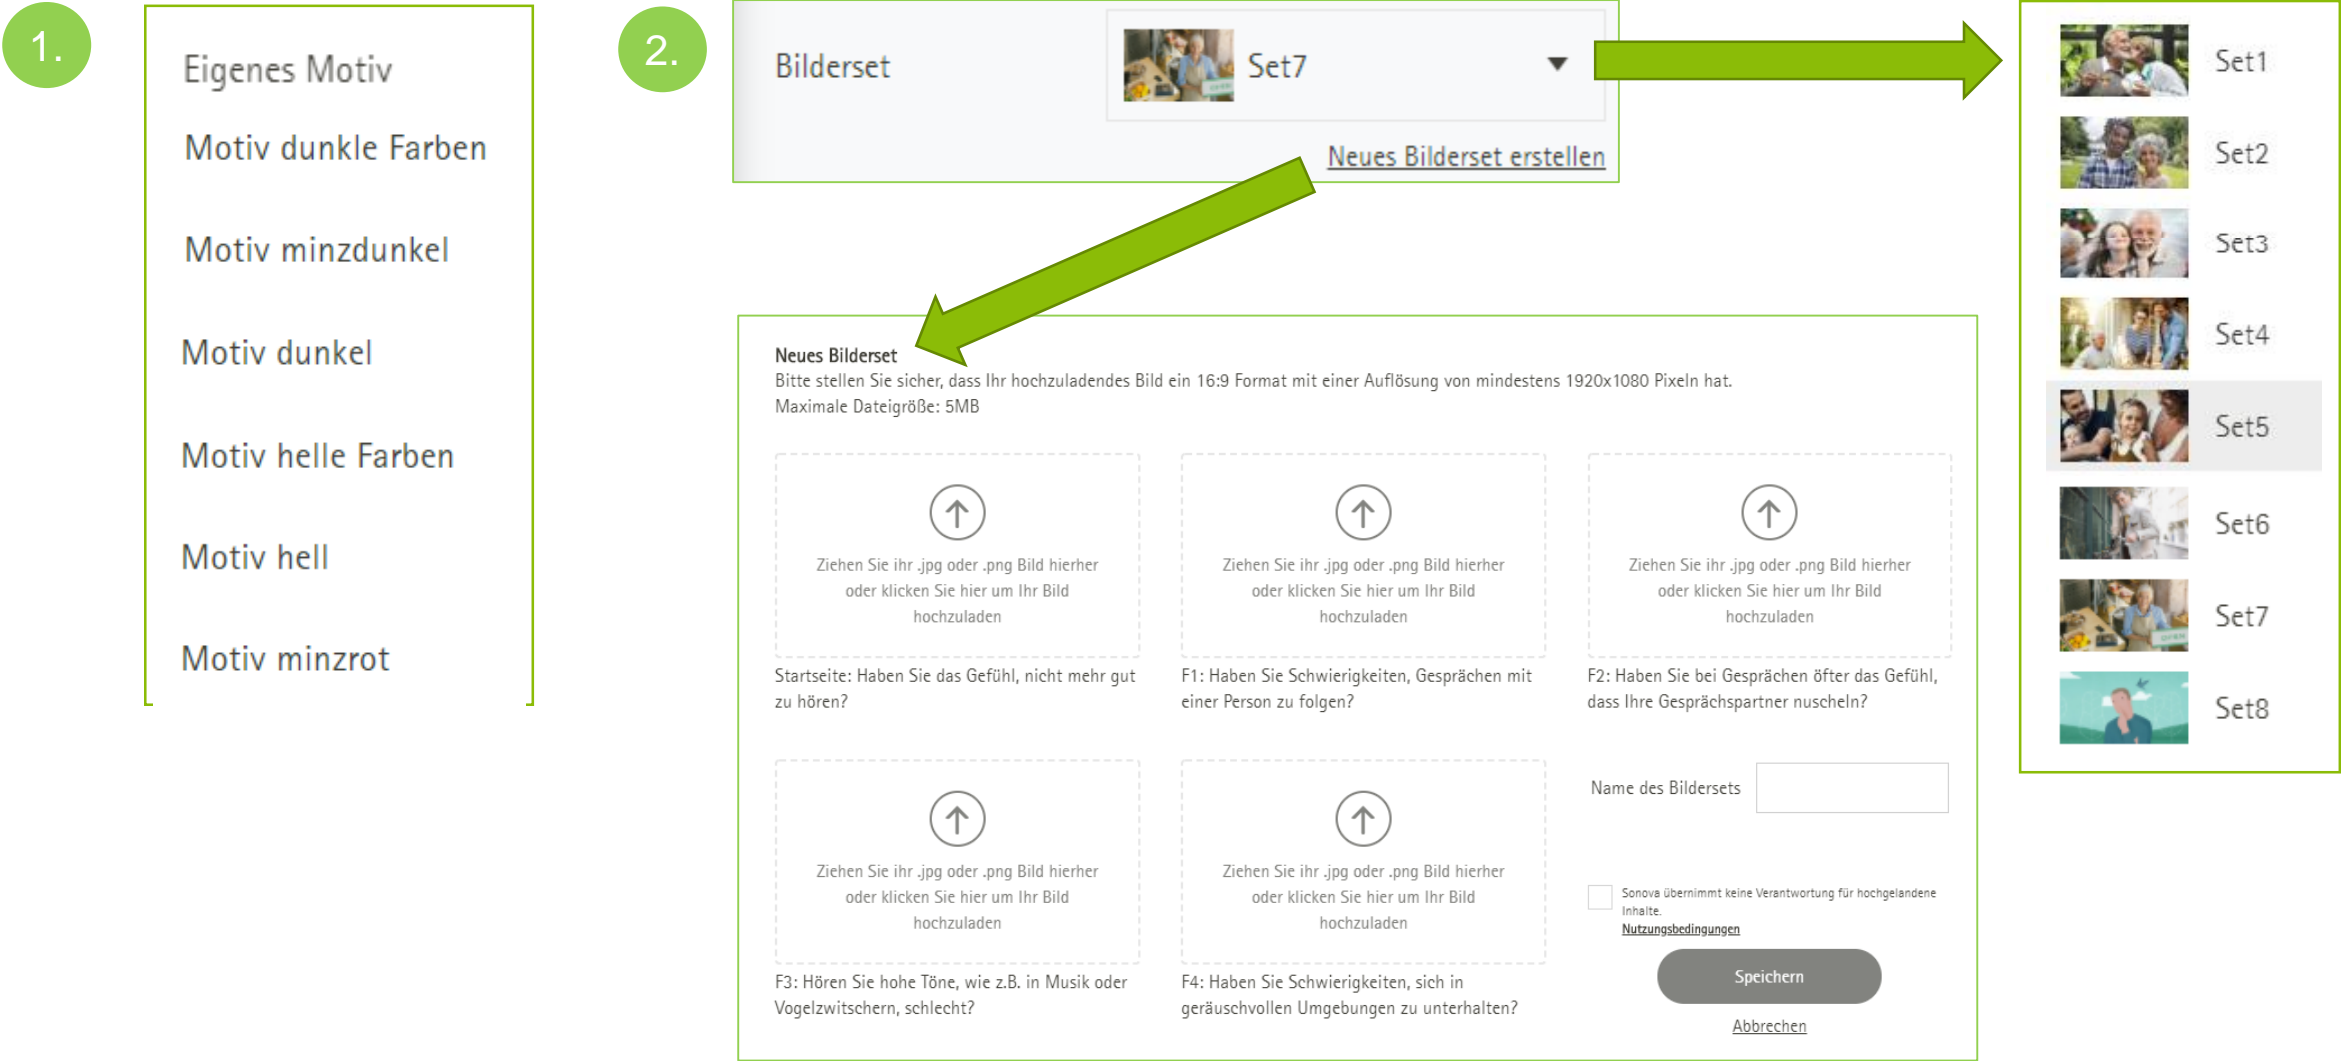 1.
Eigenes Motiv
Motiv dunkle Farben
Motiv minzdunkel
Motiv dunkel
Motiv helle Farben
Motiv hell
Motiv minzrot
2.
Bilderset
Set7
Neues Bilderset erstellen
Set1
Set2
Set3
Set4
Set5
Set6
Set7
Set8
Neues Bilderset
Bitte stellen Sie sicher, dass Ihr hochzuladendes Bild ein 16:9 Format mit einer Auflösung von mindestens 1920x1080 Pixeln hat.
Maximale Dateigröße: 5MB
Ziehen Sie ihr .jpg oder .png Bild hierher
oder klicken Sie hier um Ihr Bild
hochzuladen
Startseite: Haben Sie das Gefühl, nicht mehr gut
zu hören?
Ziehen Sie ihr .jpg oder .png Bild hierher
oder klicken Sie hier um Ihr Bild
hochzuladen
F1: Haben Sie Schwierigkeiten, Gesprächen mit
einer Person zu folgen?
Ziehen Sie ihr .jpg oder .png Bild hierher
oder klicken Sie hier um Ihr Bild
hochzuladen
F2: Haben Sie bei Gesprächen öfter das Gefühl,
dass Ihre Gesprächspartner nuscheln?
Ziehen Sie ihr .jpg oder .png Bild hierher
oder klicken Sie hier um Ihr Bild
hochzuladen
F3: Hören Sie hohe Töne, wie z.B. in Musik oder
Vogelzwitschern, schlecht?
Ziehen Sie ihr .jpg oder .png Bild hierher
oder klicken Sie hier um Ihr Bild
hochzuladen
F4: Haben Sie Schwierigkeiten, sich in
geräuschvollen Umgebungen zu unterhalten?
Name des Bildersets
Sonova übernimmt keine Verantwortung für hochgelandene
Inhalte.
Nutzungsbedingungen
Speichern
Abbrechen